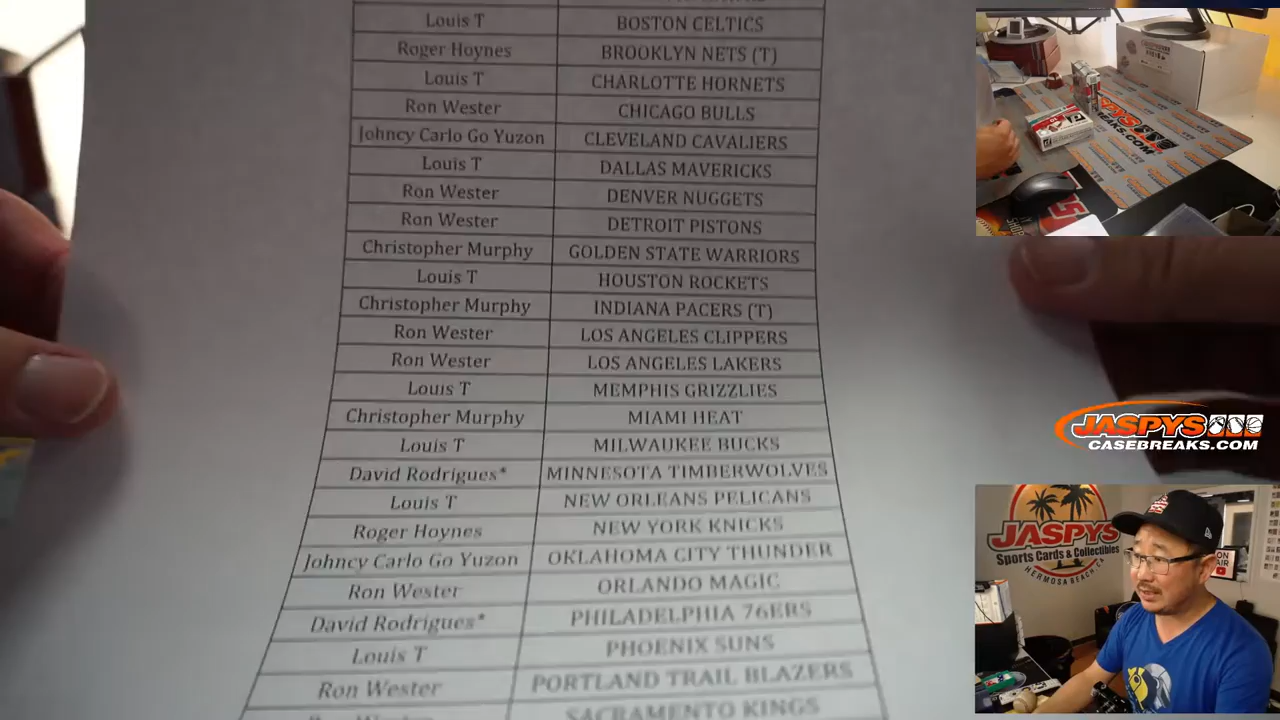 Louis T BOSTON CELTICS
Roger Hoynes BROOKLYN NETS (T)
Louis T CHARLOTTE HORNETS
Ron Wester CHICAGO BULLS
Johncy Carlo Go Yuzon CLEVELAND CAVALIERS
Louis T DALLAS MAVERICKS
Ron Wester DENVER NUGGETS
Ron Wester DETROIT PISTONS
Christopher Murphy GOLDEN STATE WARRIORS
Louis T HOUSTON ROCKETS
Christopher Murphy INDIANA PACERS (T)
Ron Wester LOS ANGELES CLIPPERS
Ron Wester LOS ANGELES LAKERS
Louis T MEMPHIS GRIZZLIES
Christopher Murphy MIAMI HEAT
Louis T MILWAUKEE BUCKS
David Rodrigues* MINNESOTA TIMBERWOLVES
Louis T NEW ORLEANS PELICANS
Roger Hoynes NEW YORK KNICKS
Johncy Carlo Go Yuzon OKLAHOMA CITY THUNDER
Ron Wester ORLANDO MAGIC
David Rodrigues* PHILADELPHIA 76ERS
Louis T PHOENIX SUNS
Ron Wester PORTLAND TRAIL BLAZERS
Ron Wester SACRAMENTO KINGS
JASPYS
CASEBREAKS.COM
JASPYS
Sports Cards & Collectibles
HERMOSA BEACH, CA
ON
AIR